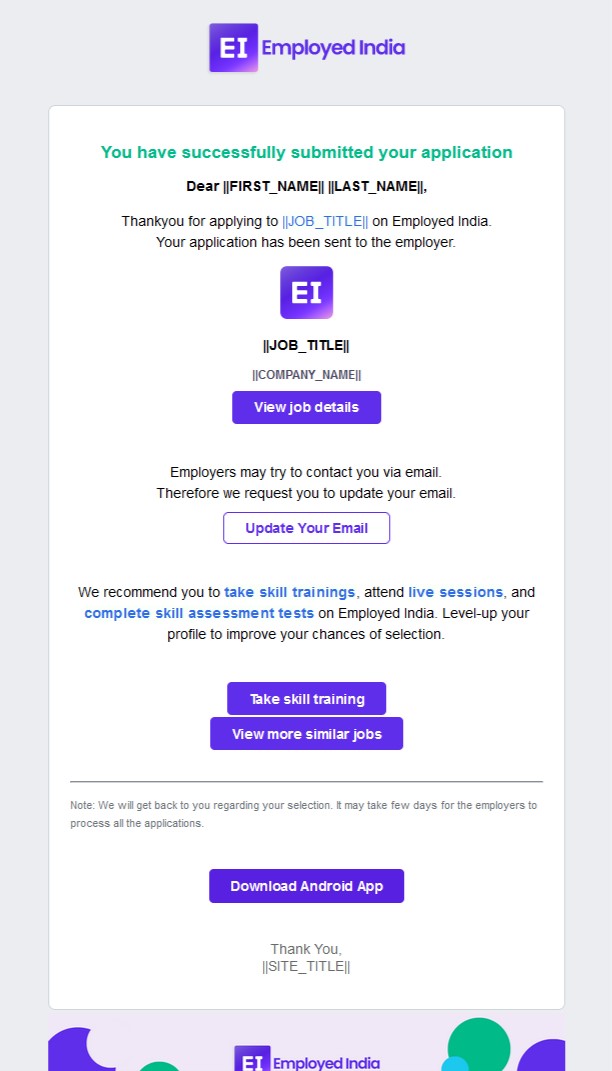 EI Employed India
You have successfully submitted your application
Dear ||FIRST_NAME|| ||LAST_NAME||,
Thankyou for applying to ||JOB_TITLE|| on Employed India.
Your application has been sent to the employer.
EI
||JOB_TITLE||
||COMPANY_NAME||
View job details
Employers may try to contact you via email.
Therefore we request you to update your email.
Update Your Email
We recommend you to take skill trainings, attend live sessions, and
complete skill assessment tests on Employed India. Level-up your
profile to improve your chances of selection.
Take skill training
View more similar jobs
Note: We will get back to you regarding your selection. It may take few days for the employers to
process all the applications.
Download Android App
Thank You,
||SITE_TITLE||
EI Employed India